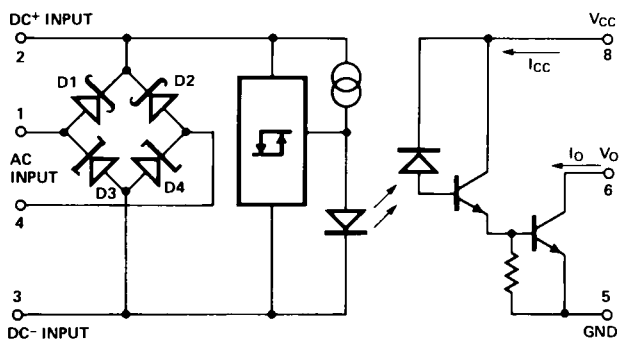 DC+ INPUT
2
D1
D2
1
AC
INPUT
D3
D4
4
3
DC- INPUT
VCC
8
ICC
IO
VO
6
5
GND